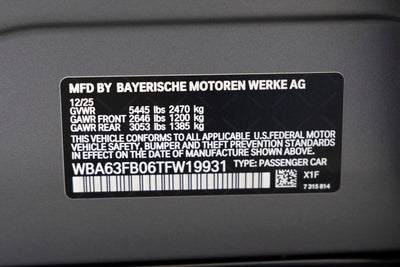 MFD BY BAYERISCHE MOTOREN WERKE AG
12/25
GVWR 5445 lbs 2470 kg
GAWR FRONT 2646 lbs 1200 kg
GAWR REAR 3053 lbs 1385 kg
THIS VEHICLE CONFORMS TO ALL APPLICABLE U.S.FEDERAL MOTOR
VEHICLE SAFETY, BUMPER, AND THEFT PREVENTION STANDARDS
IN EFFECT ON THE DATE OF MANUFACTURE SHOWN ABOVE.
WBA63FB06TFW19931 TYPE: PASSENGER CAR
X1F
7 315 814